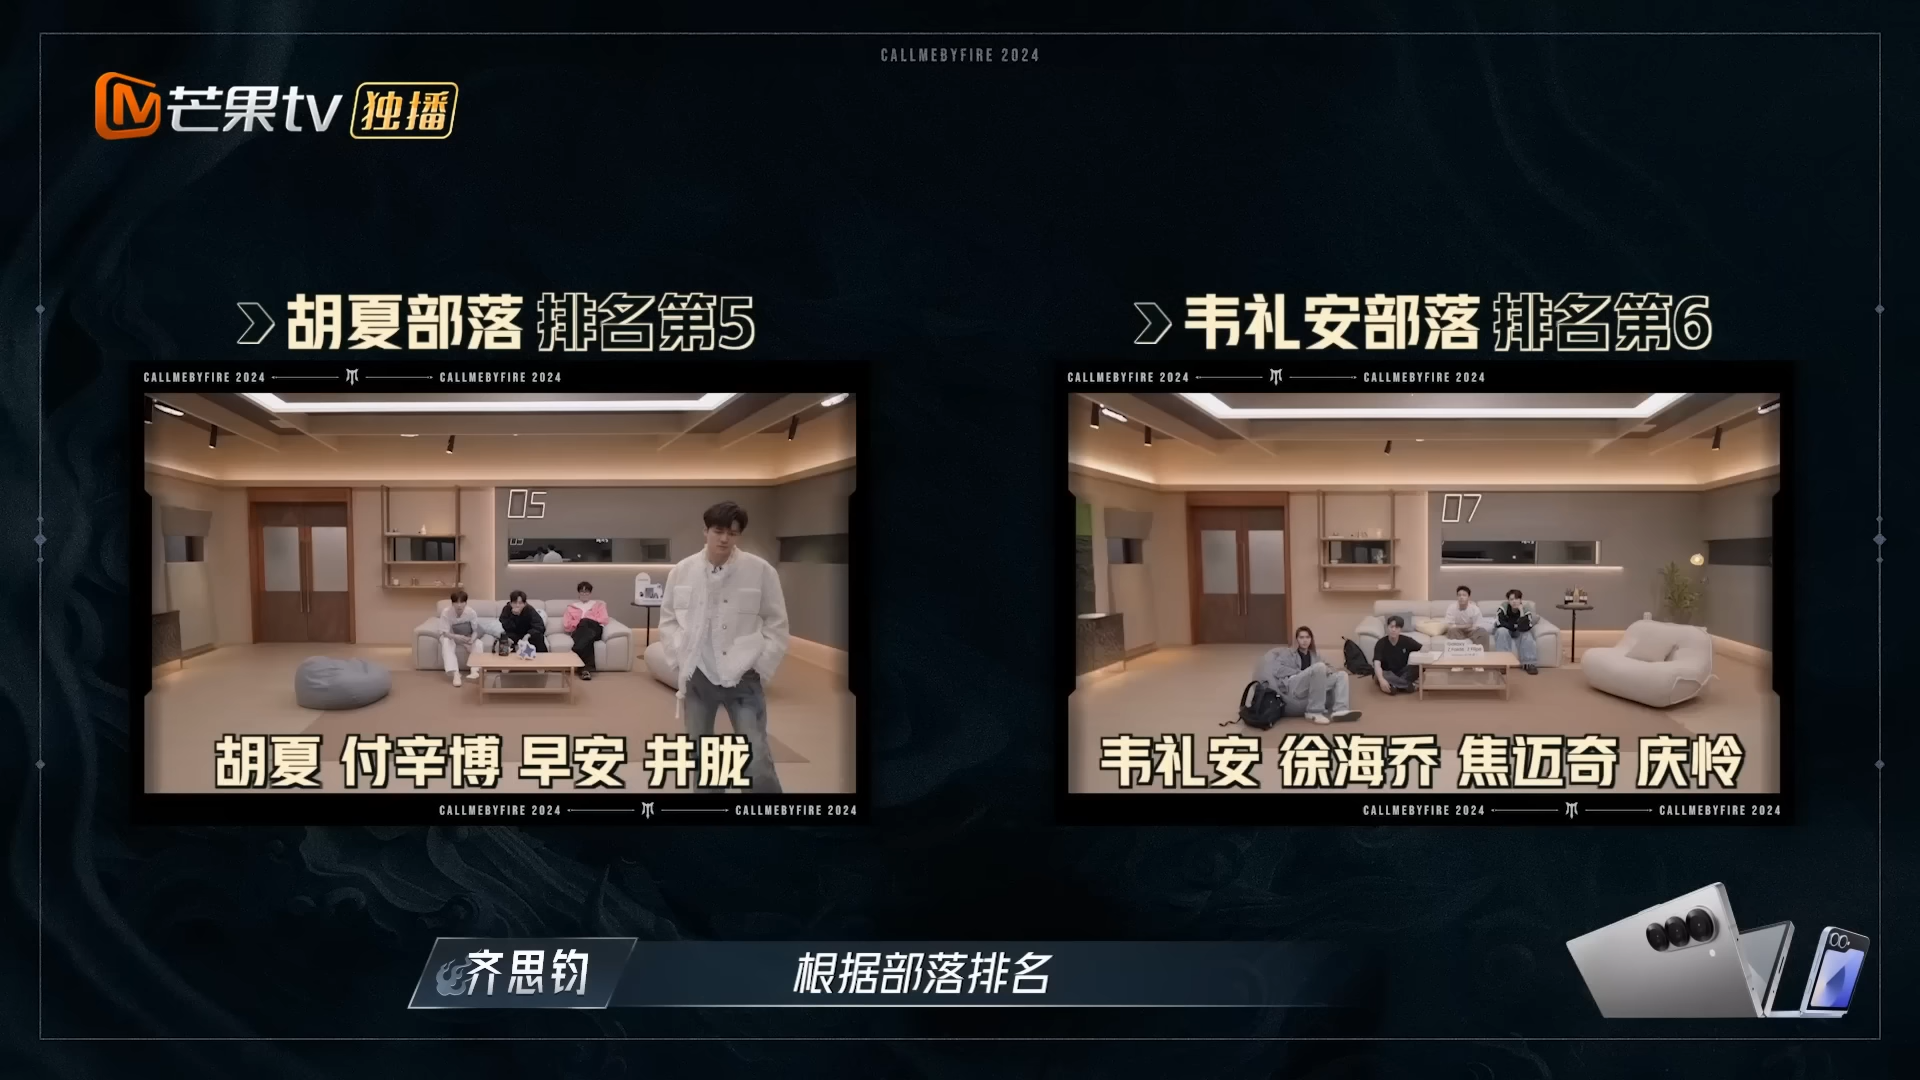 CALLMEBYFIRE 2024
芒果tv 独播
胡夏部落 排名第5
CALLMEBYFIRE 2024 CALLMEBYFIRE 2024
05
胡夏 付辛博 早安 井胧
CALLMEBYFIRE 2024 CALLMEBYFIRE 2024
韦礼安部落 排名第6
CALLMEBYFIRE 2024 CALLMEBYFIRE 2024
07
韦礼安 徐海乔 焦迈奇 庆怜
CALLMEBYFIRE 2024 CALLMEBYFIRE 2024
齐思钧 根据部落排名